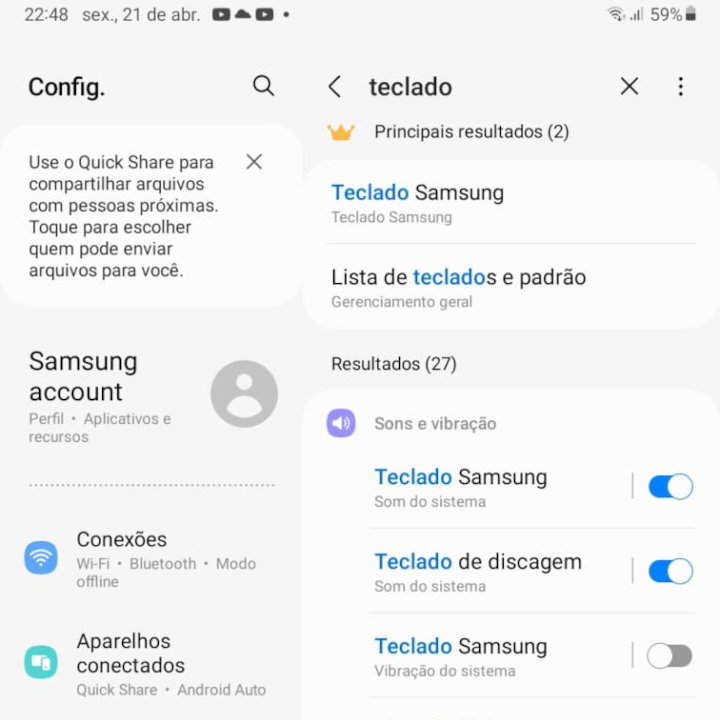 22:48 sex., 21 de abr. •
59%
Config.
Use o Quick Share para
compartilhar arquivos
com pessoas próximas.
Toque para escolher
quem pode enviar
arquivos para você.
Samsung
account
Perfil • Aplicativos e
recursos
Conexões
Wi-Fi • Bluetooth • Modo
offline
Aparelhos
conectados
Quick Share • Android Auto
teclado
Principais resultados (2)
Teclado Samsung
Teclado Samsung
Lista de teclados e padrão
Gerenciamento geral
Resultados (27)
Sons e vibração
Teclado Samsung
Som do sistema
Teclado de discagem
Som do sistema
Teclado Samsung
Vibração do sistema